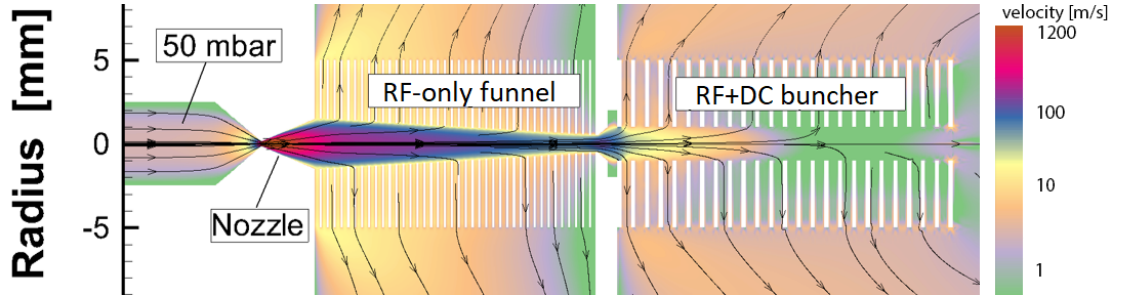 velocity [m/s]
50 mbar
RF-only funnel
RF+DC buncher
Nozzle
Radius [mm]
5
0
-5
1200
100
10
1